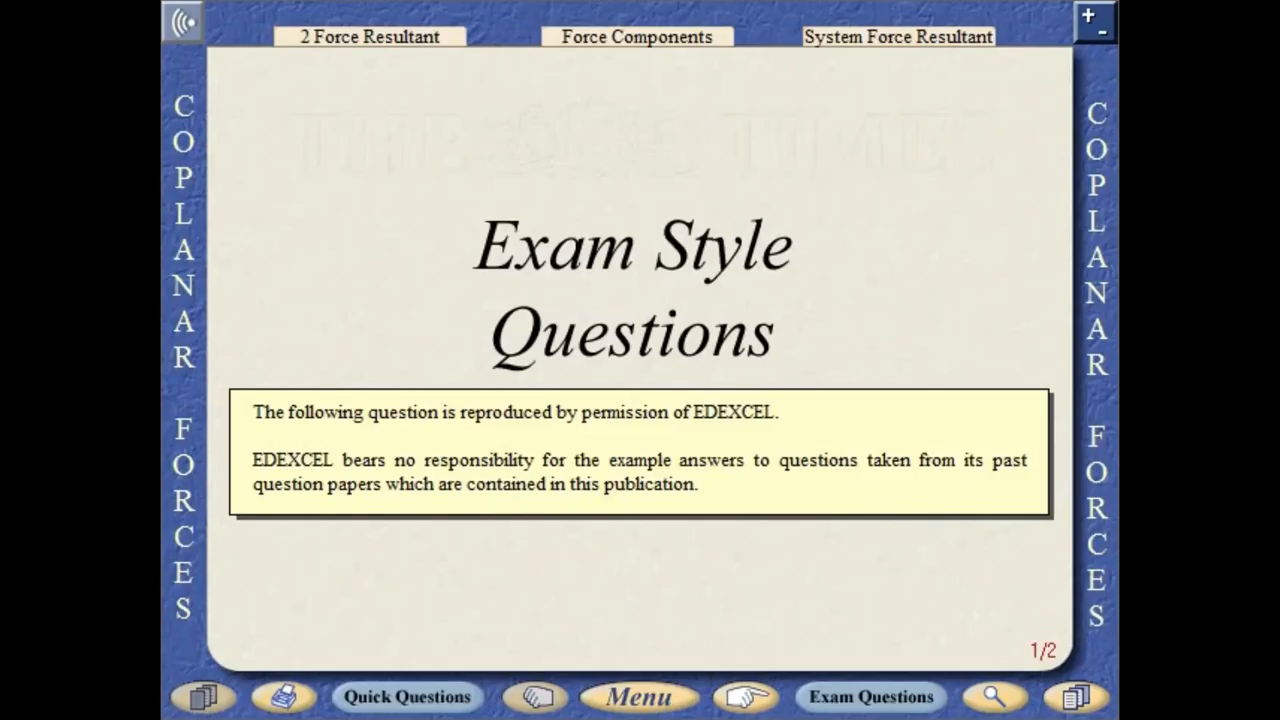 2 Force Resultant
Force Components
System Force Resultant
+
-
COPLANAR FORCES
COPLANAR FORCES
Exam Style
Questions
The following question is reproduced by permission of EDEXCEL.
EDEXCEL bears no responsibility for the example answers to questions taken from its past
question papers which are contained in this publication.
1/2
Quick Questions
Menu
Exam Questions